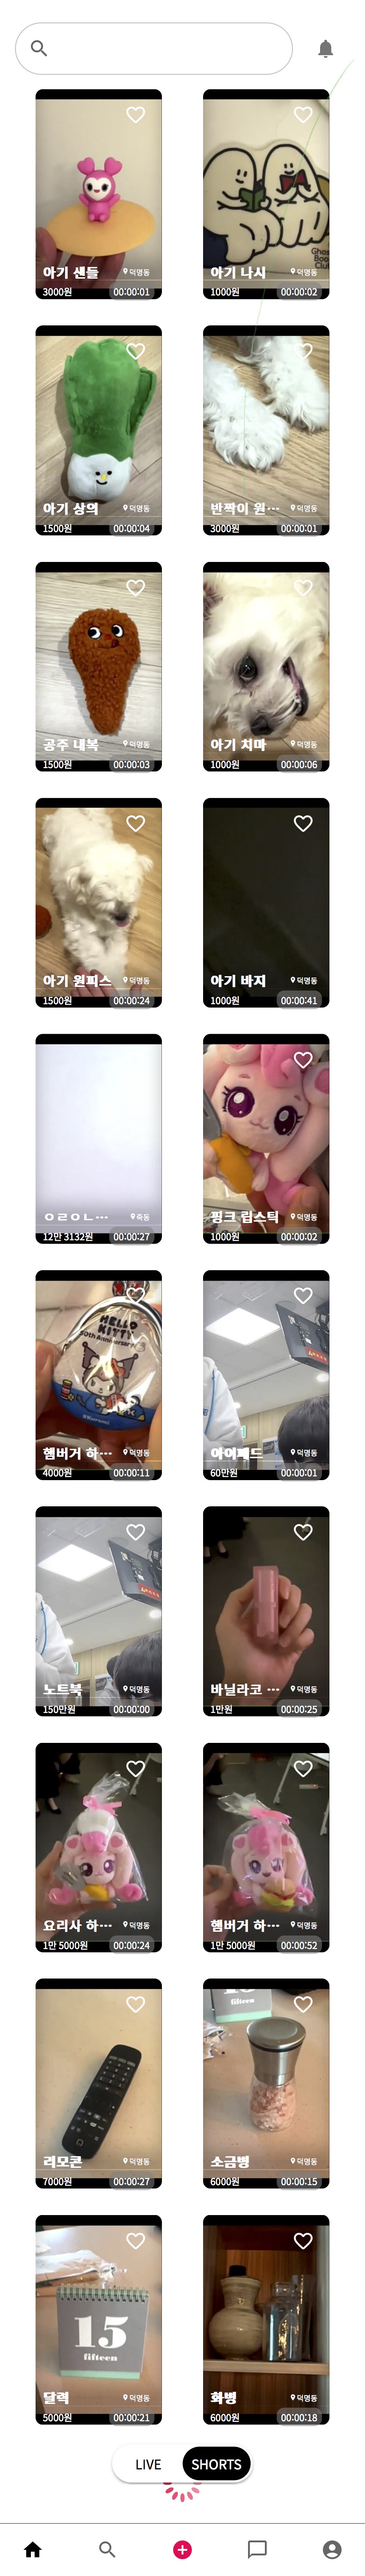 Ghost
Book
Club
아기 샌들 덕명동
3000원 00:00:01
아기 나시 덕명동
1000원 00:00:02
아기 상의 덕명동
1500원 00:00:04
반짝이 원… 덕명동
3000원 00:00:01
공주 내복 덕명동
1500원 00:00:03
아기 치마 덕명동
1000원 00:00:06
아기 원피스 덕명동
1500원 00:00:24
아기 바지 덕명동
1000원 00:00:41
ㅇㄹㅇㄴ… 죽동
12만 3132원 00:00:27
핑크 립스틱 덕명동
1000원 00:00:02
HELLO
KITTY
50th Anniversary
햄버거 하… 덕명동
4000원 00:00:11
아이패드 덕명동
60만원 00:00:01
노트북 덕명동
150만원 00:00:00
바닐라코 … 덕명동
1만원 00:00:25
요리사 하… 덕명동
1만 5000원 00:00:24
햄버거 하… 덕명동
1만 5000원 00:00:52
리모콘 덕명동
7000원 00:00:27
fifteen
소금병 덕명동
6000원 00:00:15
15
fifteen
달력 덕명동
5000원 00:00:21
화병 덕명동
6000원 00:00:18
LIVE SHORTS